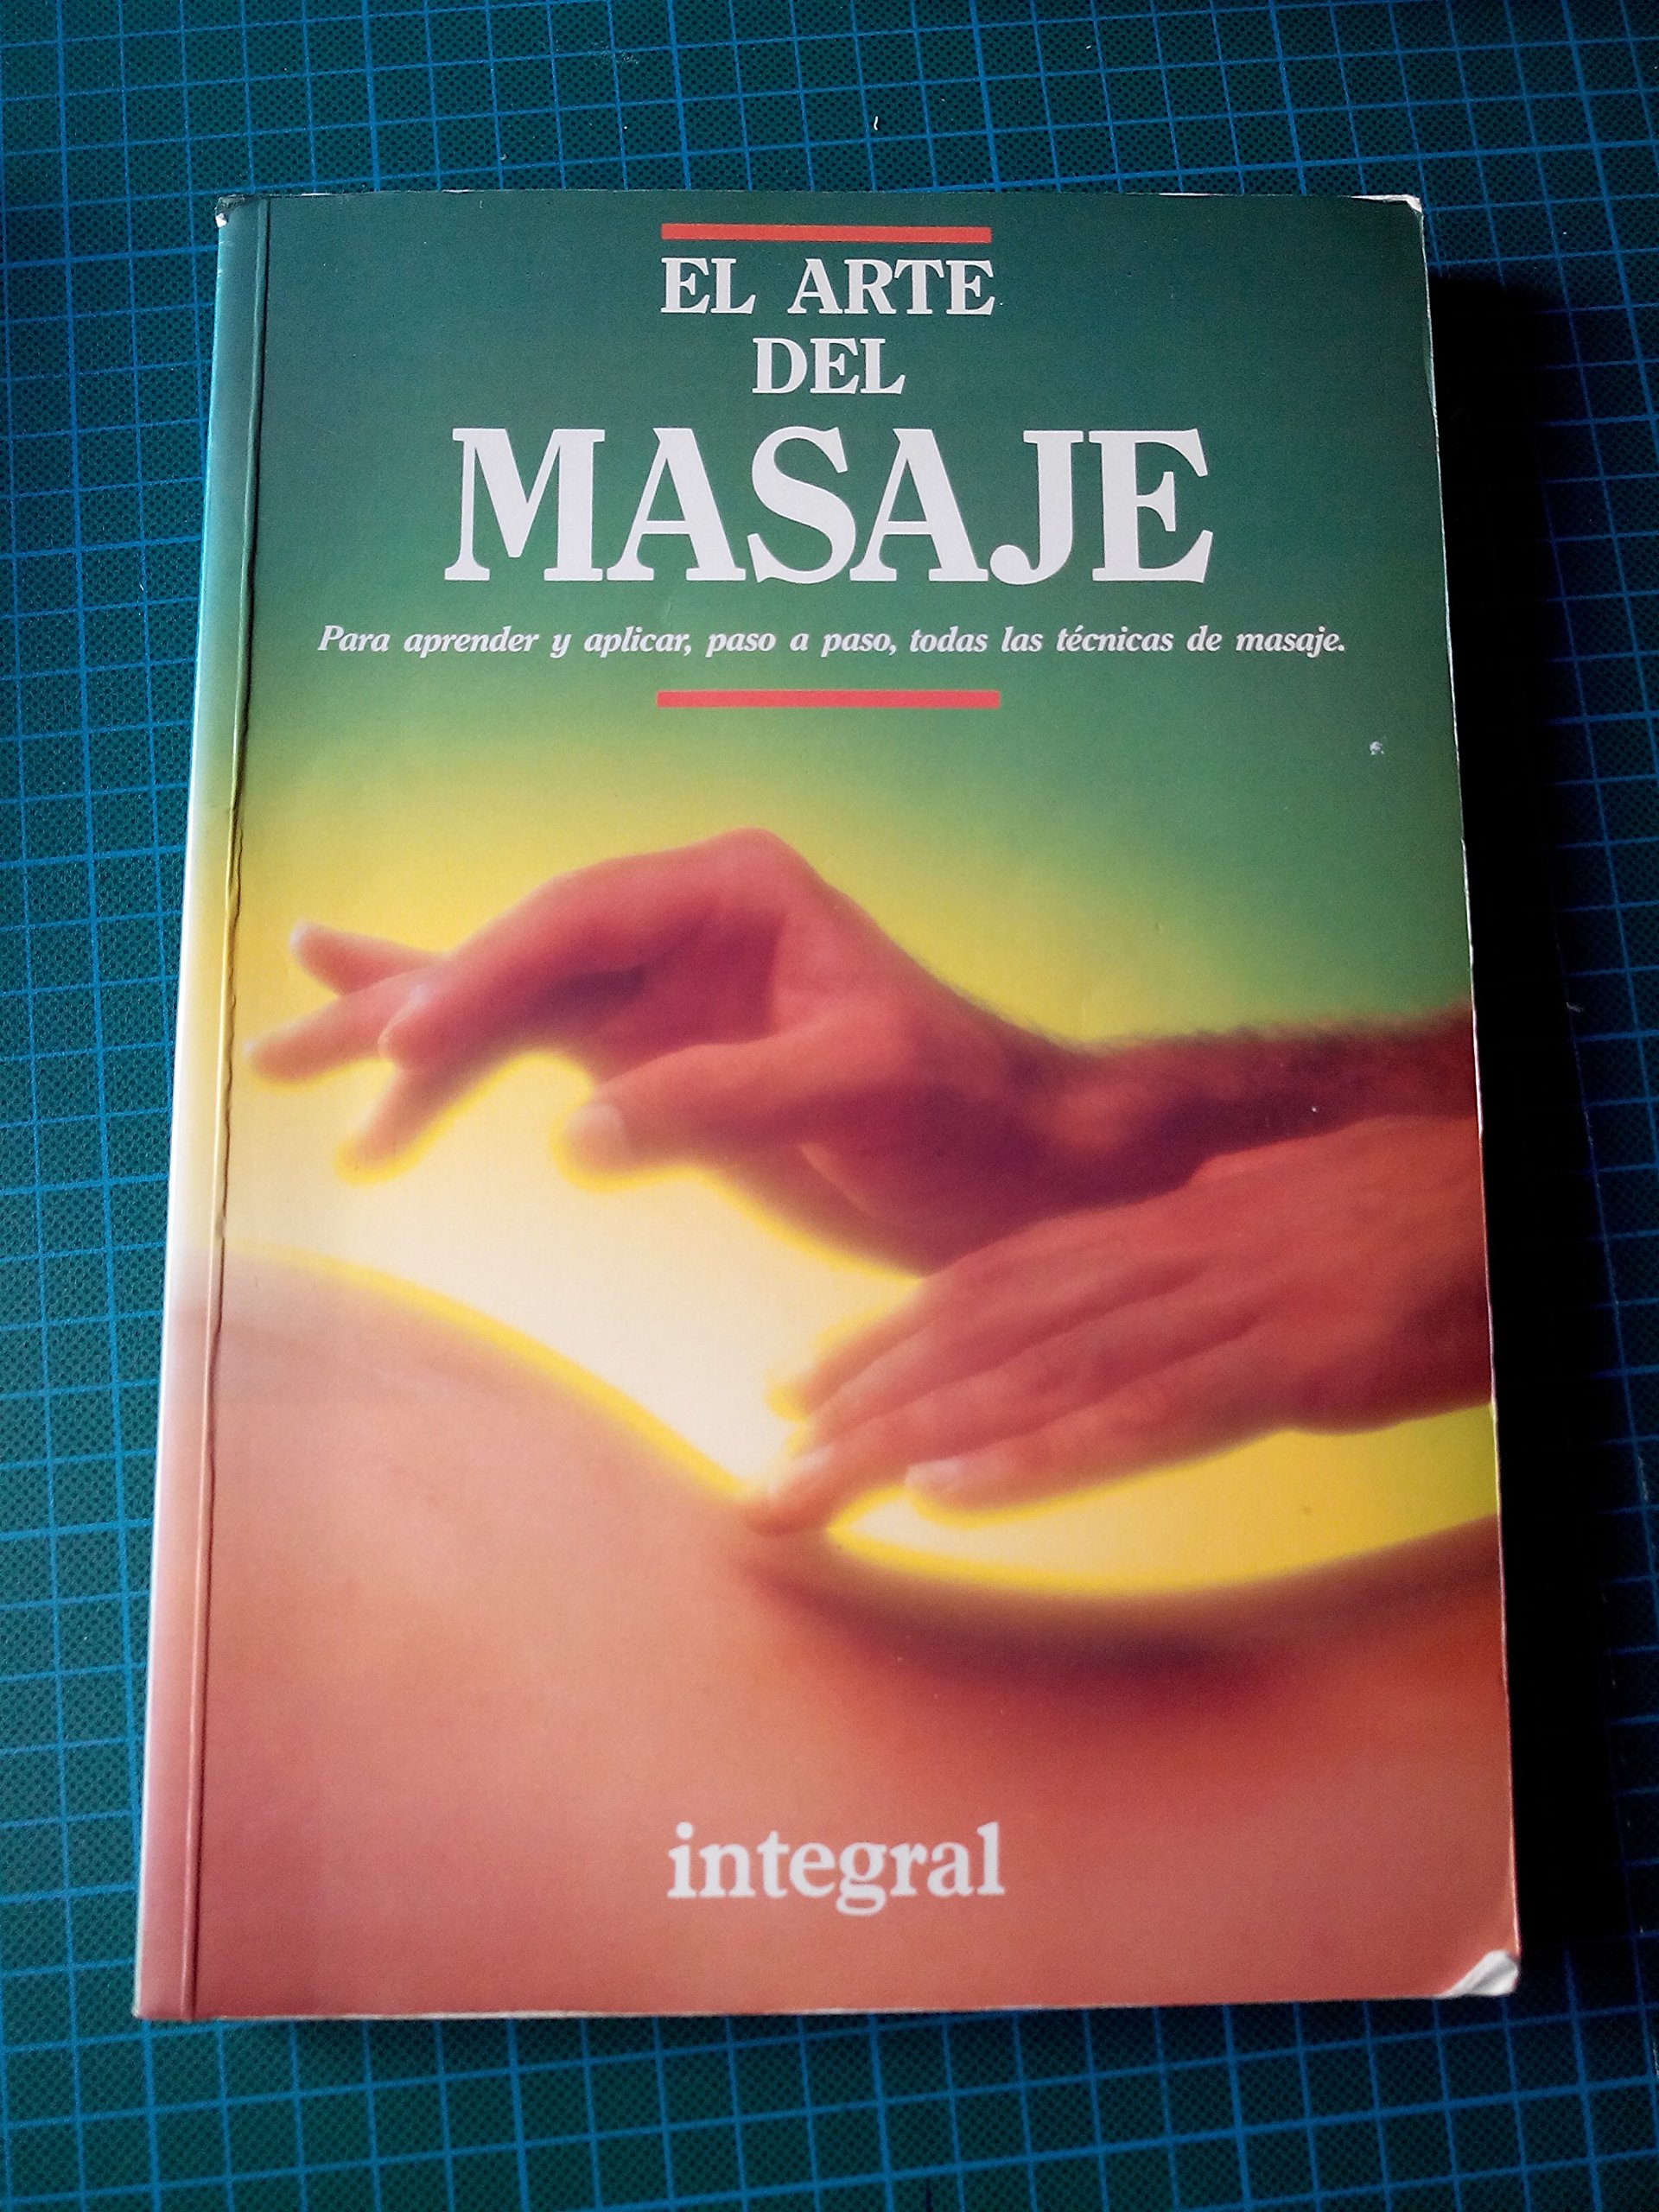 EL ARTE
DEL
MASAJE
Para aprender y aplicar, paso a paso, todas las técnicas de masaje.
integral